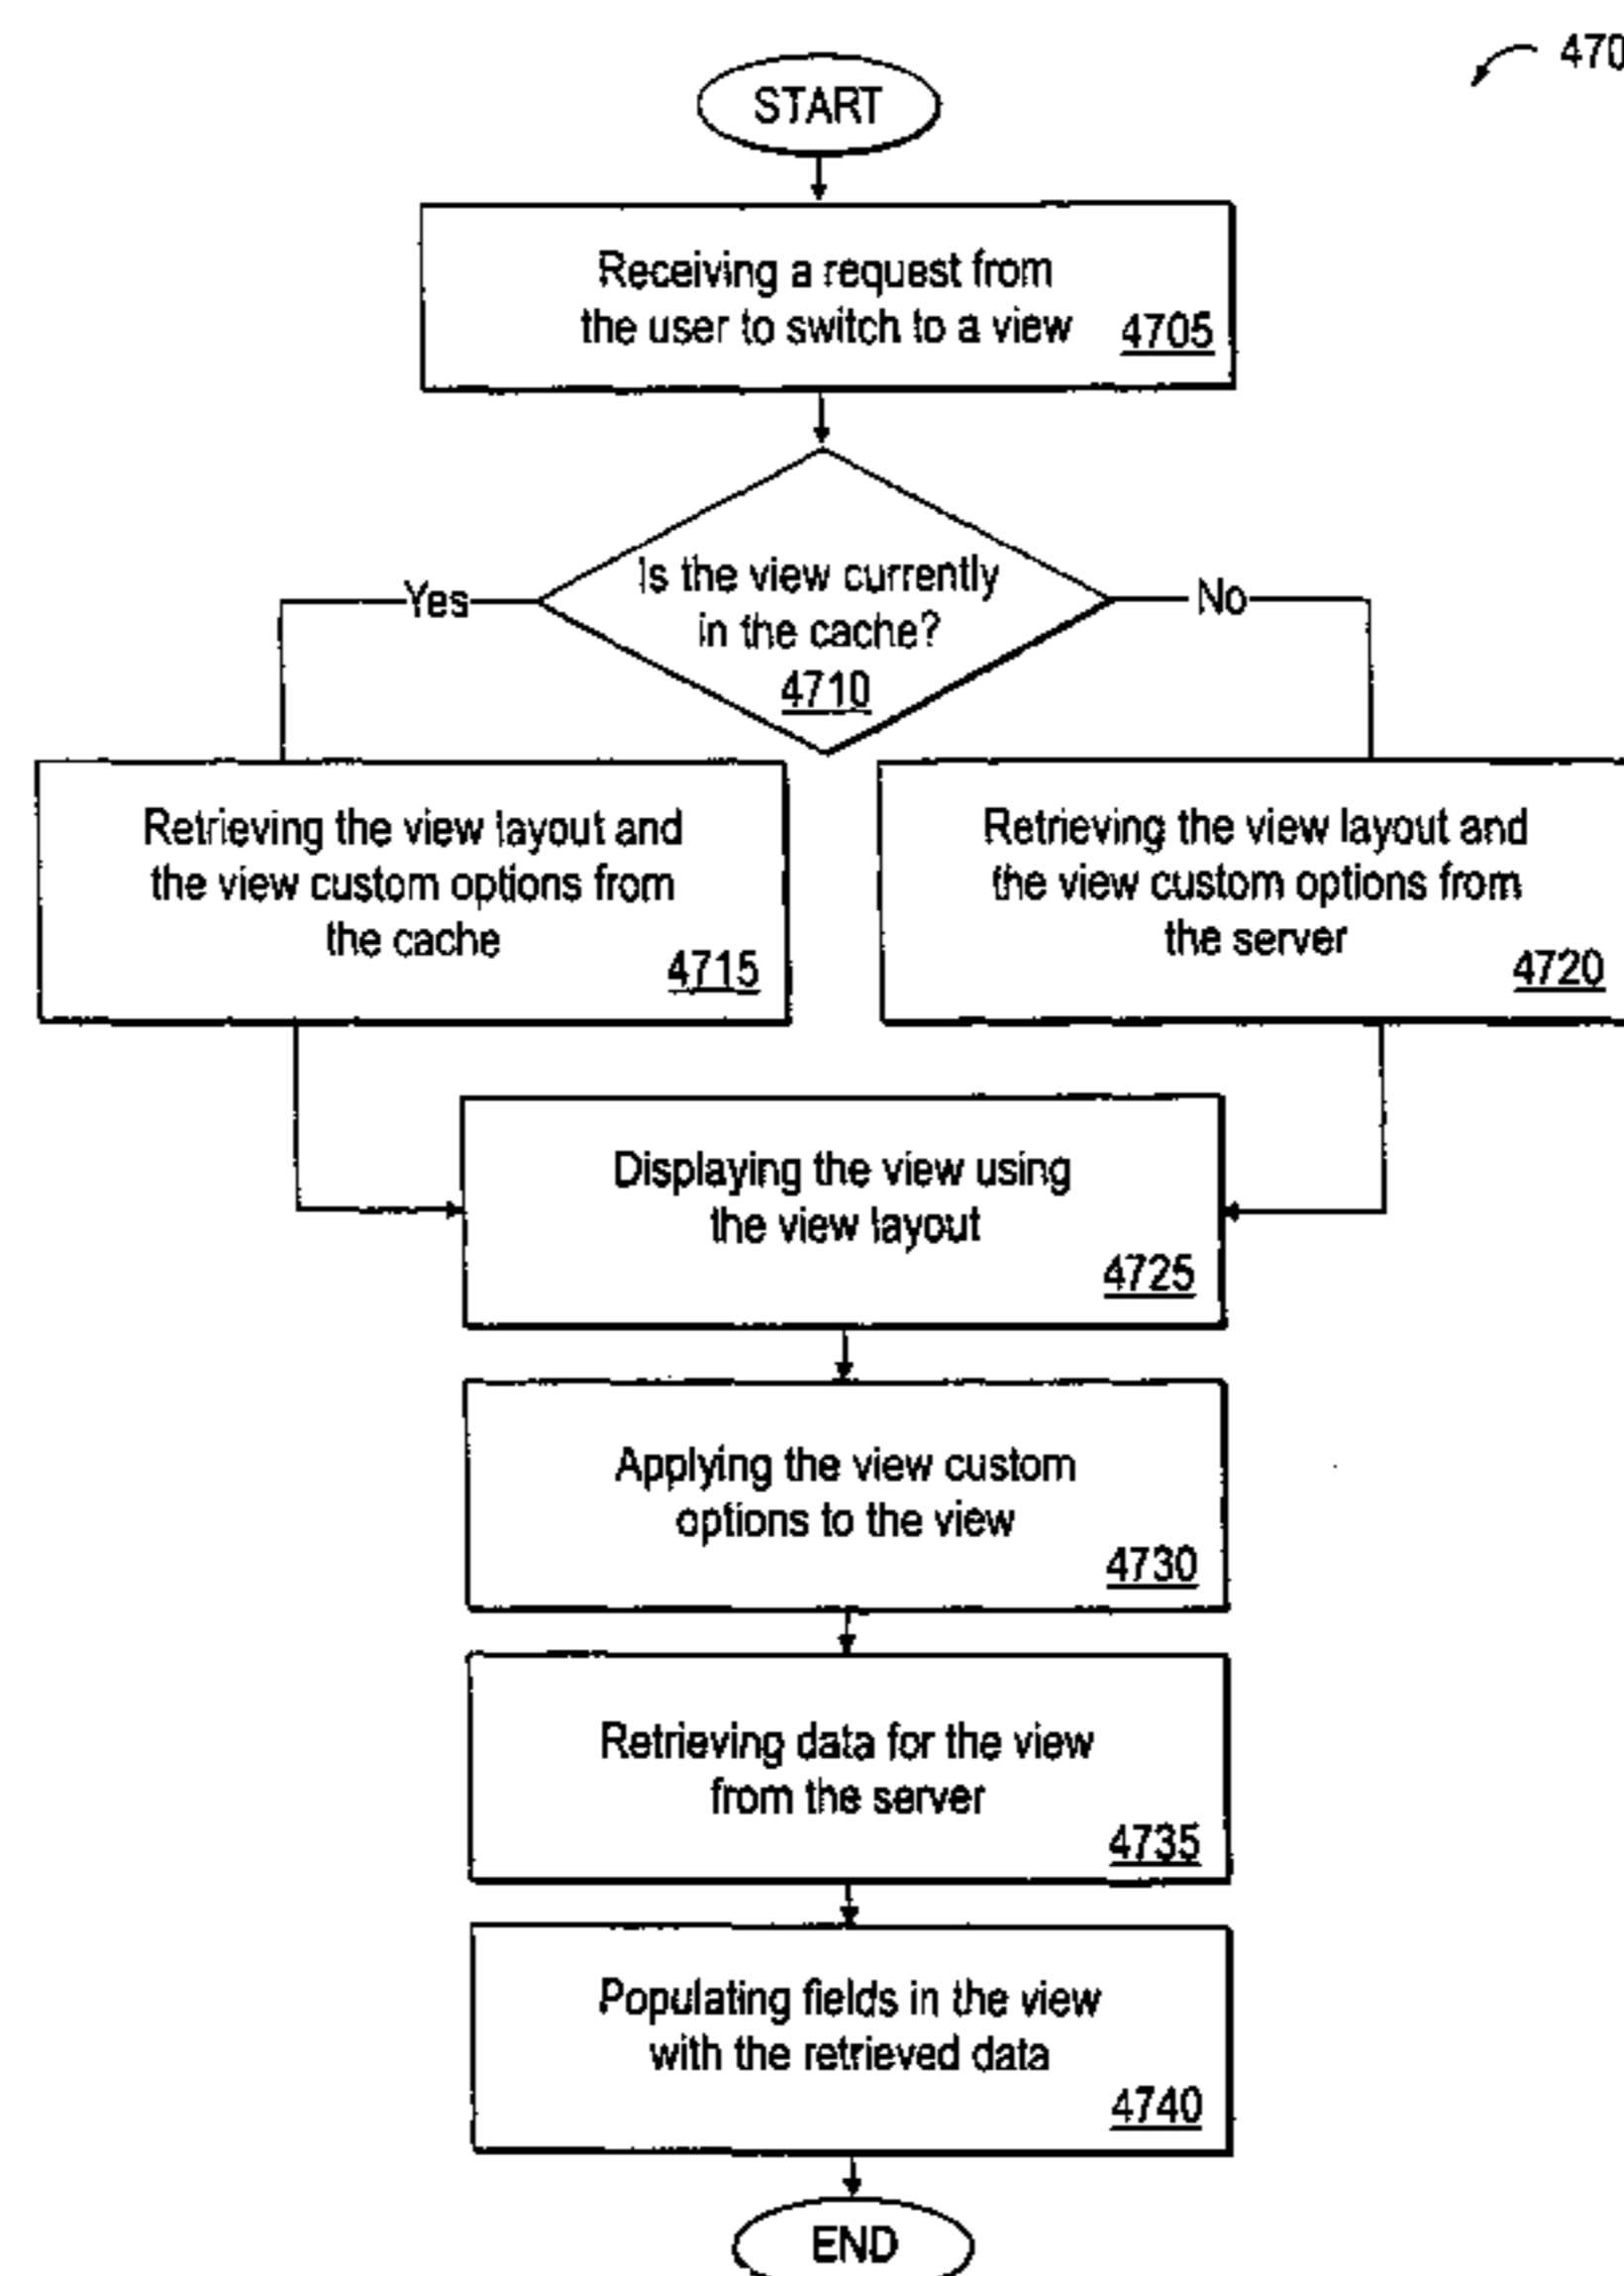 470
START
Receiving a request from
the user to switch to a view
4705
Is the view currently
in the cache?
4710
Yes
No
Retrieving the view layout and
the view custom options from
the cache
4715
Retrieving the view layout and
the view custom options from
the server
4720
Displaying the view using
the view layout
4725
Applying the view custom
options to the view
4730
Retrieving data for the view
from the server
4735
Populating fields in the view
with the retrieved data
4740
END